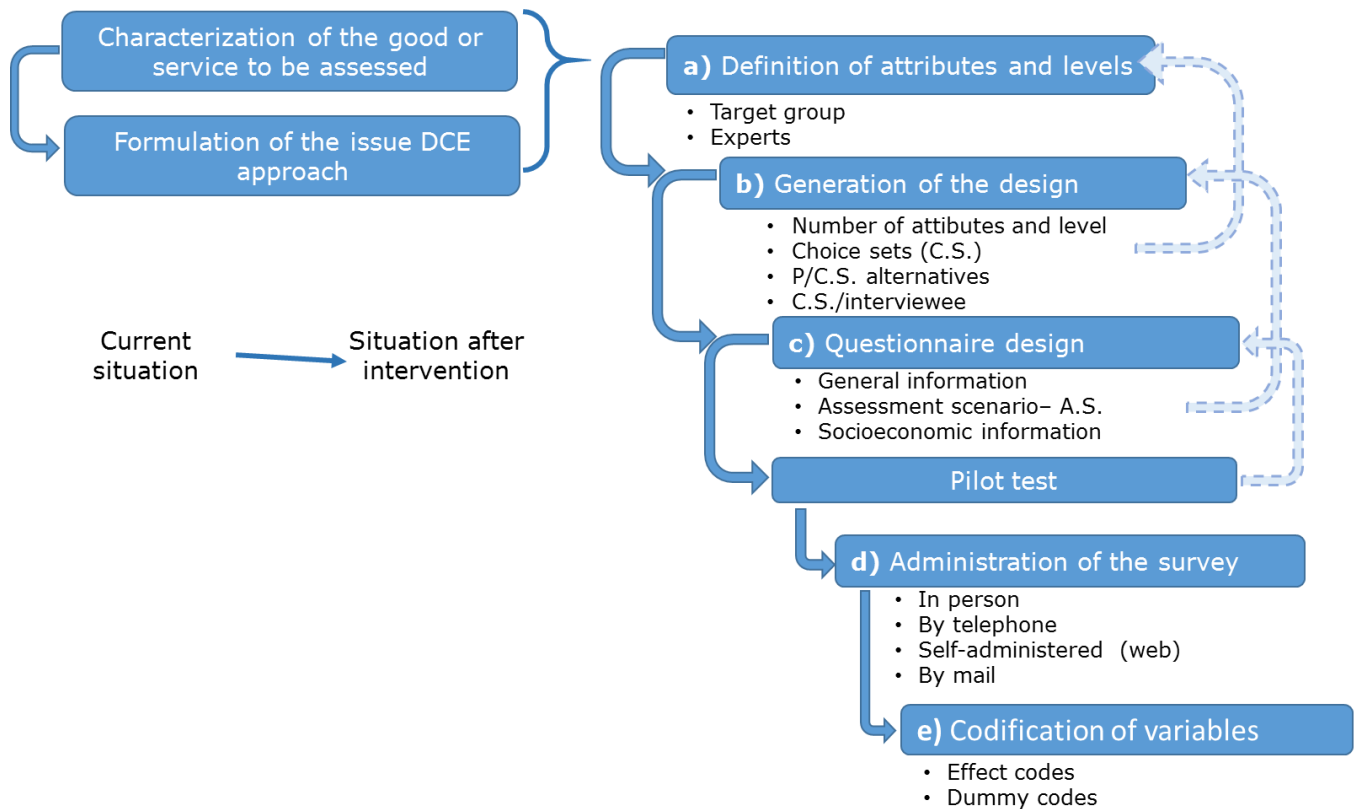 Characterization of the good or
service to be assessed
Formulation of the issue DCE
approach
Current
situation
Situation after
intervention
a) Definition of attributes and levels
• Target group
• Experts
b) Generation of the design
• Number of attibutes and level
• Choice sets (C.S.)
• P/C.S. alternatives
• C.S./interviewee
c) Questionnaire design
• General information
• Assessment scenario– A.S.
• Socioeconomic information
Pilot test
d) Administration of the survey
• In person
• By telephone
• Self-administered (web)
• By mail
e) Codification of variables
• Effect codes
• Dummy codes